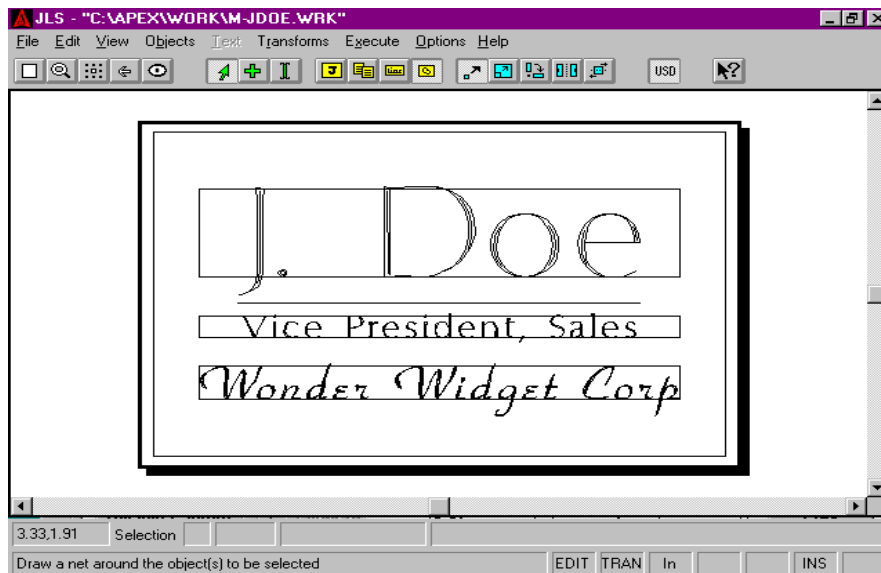 JLS - "C:\APEX\WORK\M-JDOE.WRK"
File Edit View Objects Text Transforms Execute Options Help
J USD ?
J. Doe
Vice President, Sales
Wonder Widget Corp
3.33,1.91 Selection
Draw a net around the object(s) to be selected EDIT TRAN In INS